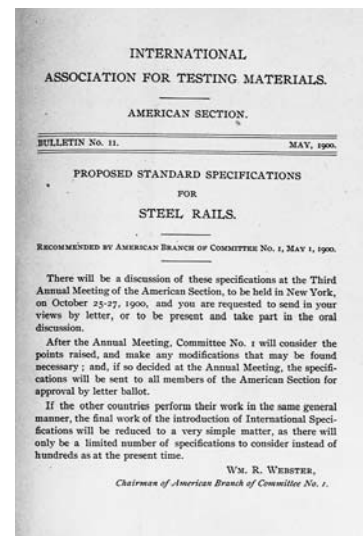 INTERNATIONAL
ASSOCIATION FOR TESTING MATERIALS.
AMERICAN SECTION.
BULLETIN No. 11. MAY, 1900.
PROPOSED STANDARD SPECIFICATIONS
FOR
STEEL RAILS.
RECOMMENDED BY AMERICAN BRANCH OF COMMITTEE NO. 1, MAY 1, 1900.
There will be a discussion of these specifications at the Third
Annual Meeting of the American Section, to be held in New York,
on October 25-27, 1900, and you are requested to send in your
views by letter, or to be present and take part in the oral
discussion.
After the Annual Meeting, Committee No. 1 will consider the
points raised, and make any modifications that may be found
necessary; and, if so decided at the Annual Meeting, the specifi-
cations will be sent to all members of the American Section for
approval by letter ballot.
If the other countries perform their work in the same general
manner, the final work of the introduction of International Speci-
fications will be reduced to a very simple matter, as there will
only be a limited number of specifications to consider instead of
hundreds as at the present time.
WM. R. WEBSTER,
Chairman of American Branch of Committee No. 1.